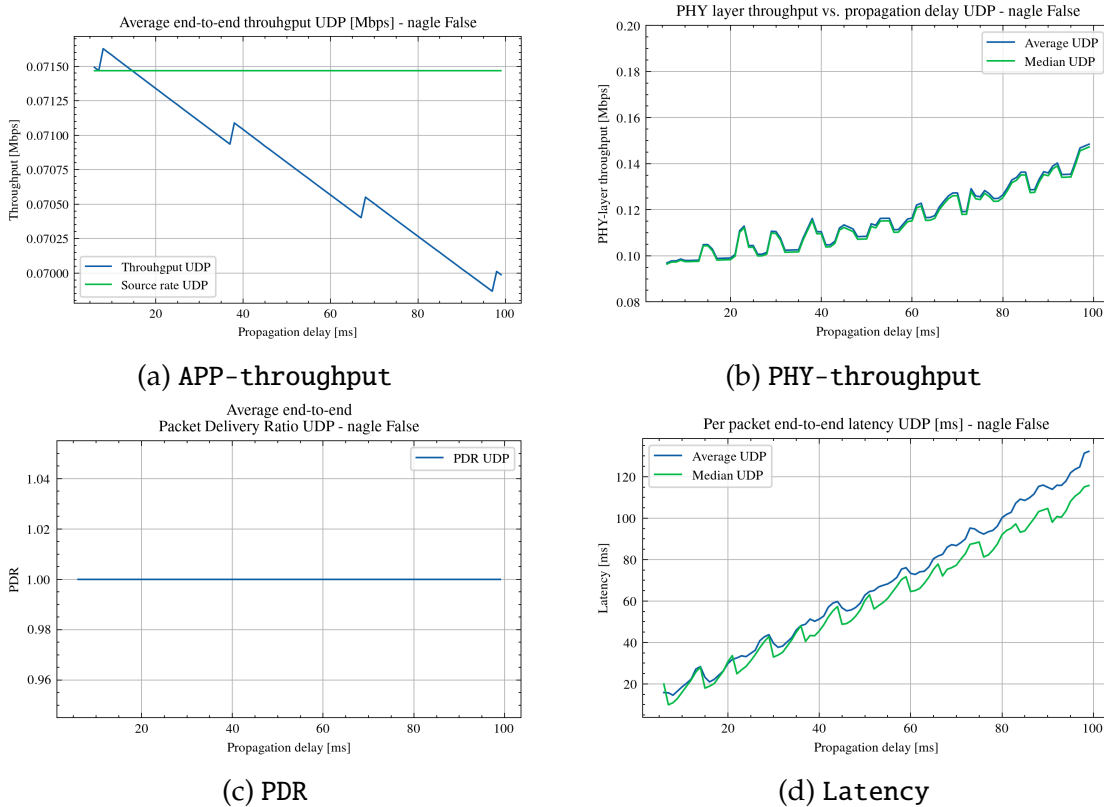 Average end-to-end throuhgput UDP [Mbps] - nagle False
0.07150
0.07125
0.07100
0.07075
0.07050
0.07025
0.07000
Throughput [Mbps]
Throuhgput UDP
Source rate UDP
20
40
60
80
100
Propagation delay [ms]
(a) APP-throughput
PHY layer throughput vs. propagation delay UDP - nagle False
0.20
0.18
0.16
0.14
0.12
0.10
0.08
PHY-layer throughput [Mbps]
Average UDP
Median UDP
0
20
40
60
80
100
Propagation delay [ms]
(b) PHY-throughput
Average end-to-end
Packet Delivery Ratio UDP - nagle False
1.04
1.02
1.00
0.98
0.96
PDR
PDR UDP
20
40
60
80
100
Propagation delay [ms]
(c) PDR
Per packet end-to-end latency UDP [ms] - nagle False
120
100
80
60
40
20
Latency [ms]
Average UDP
Median UDP
20
40
60
80
100
Propagation delay [ms]
(d) Latency